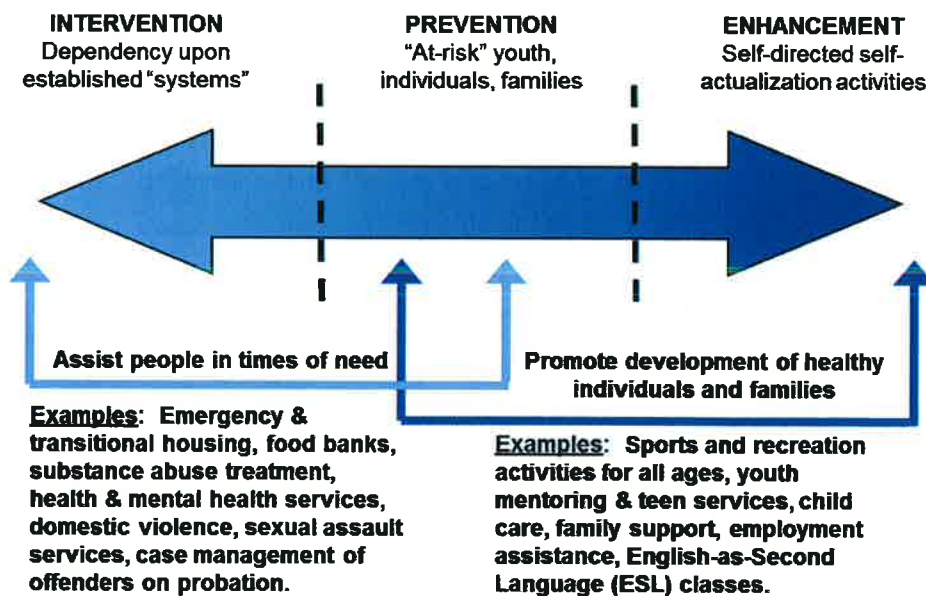 INTERVENTION
Dependency upon
established "systems"
PREVENTION
"At-risk" youth,
individuals, families
ENHANCEMENT
Self-directed self-
actualization activities
Assist people in times of need
Promote development of healthy
individuals and families
Examples: Emergency &
transitional housing, food banks,
substance abuse treatment,
health & mental health services,
domestic violence, sexual assault
services, case management of
offenders on probation.
Examples: Sports and recreation
activities for all ages, youth
mentoring & teen services, child
care, family support, employment
assistance, English-as-Second
Language (ESL) classes.